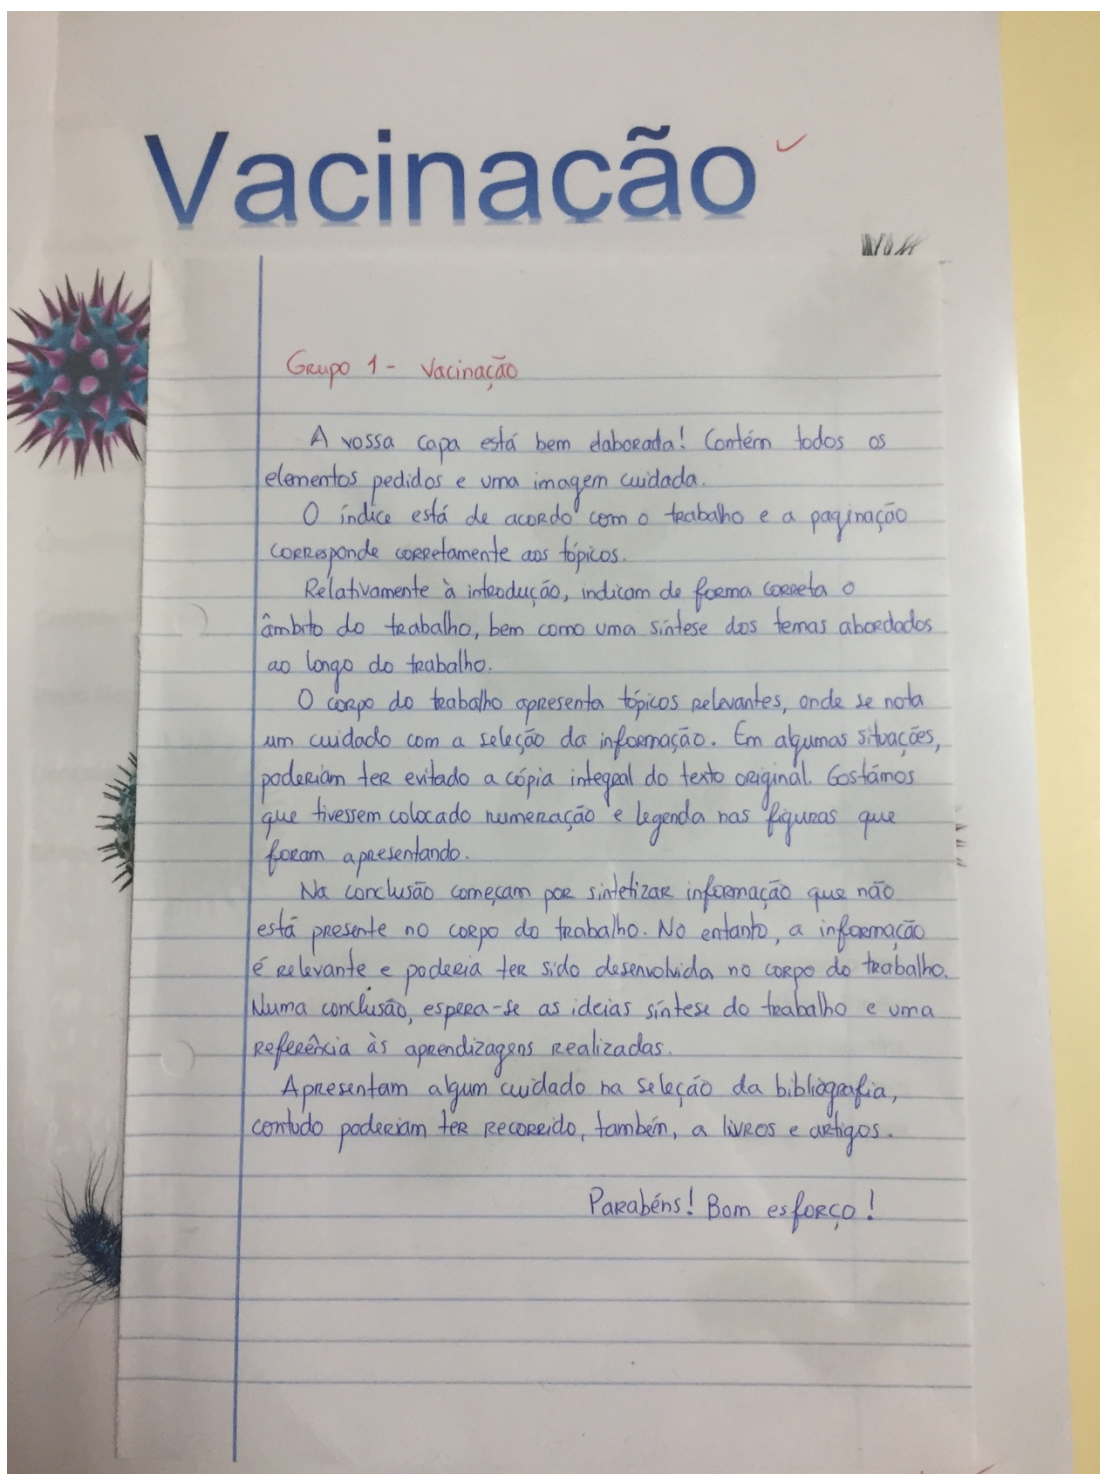 Vacinação
Grupo 1 - Vacinação
A vossa capa está bem elaborada! Contém todos os
elementos pedidos e uma imagem cuidada.
O índice está de acordo com o trabalho e a paginação
corresponde corretamente aos tópicos.
Relativamente à introdução, indicam de forma correta o
âmbito do trabalho, bem como uma síntese dos temas abordados
ao longo do trabalho.
O corpo do trabalho apresenta tópicos relevantes, onde se nota
um cuidado com a seleção da informação. Em algumas situações,
poderiam ter evitado a cópia integral do texto original. Gostámos
que tivessem colocado numeração e legenda nas figuras que
foram apresentando.
Na conclusão começam por sintetizar informação que não
está presente no corpo do trabalho. No entanto, a informação
é relevante e poderia ter sido desenvolvida no corpo do trabalho.
Numa conclusão, espera-se as ideias síntese do trabalho e uma
referência às aprendizagens realizadas.
Apresentam algum cuidado na seleção da bibliografia,
contudo poderiam ter recorrido, também, a livros e artigos.
Parabéns! Bom esforço!